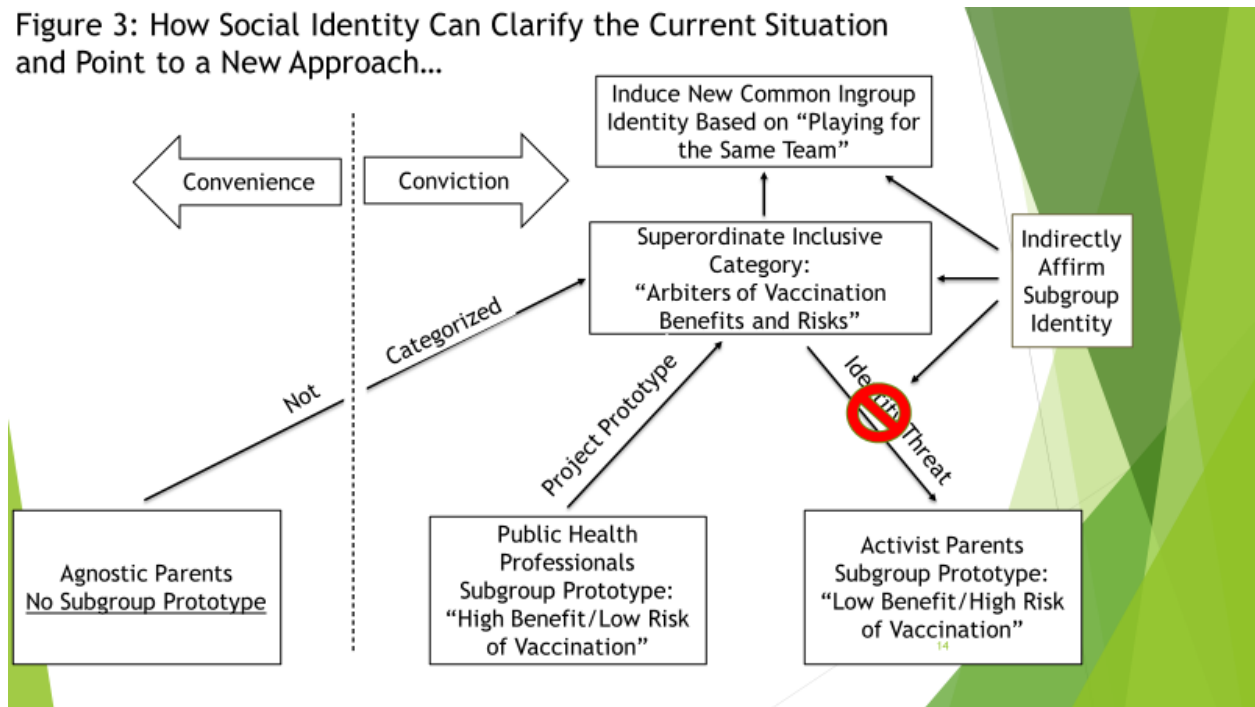 Figure 3: How Social Identity Can Clarify the Current Situation
and Point to a New Approach…
Induce New Common Ingroup
Identity Based on “Playing for
the Same Team”
Convenience
Conviction
Superordinate Inclusive
Category:
“Arbiters of Vaccination
Benefits and Risks”
Indirectly
Affirm
Subgroup
Identity
Not
Categorized
Project Prototype
Identity Threat
Agnostic Parents
No Subgroup Prototype
Public Health
Professionals
Subgroup Prototype:
“High Benefit/Low Risk
of Vaccination”
Activist Parents
Subgroup Prototype:
“Low Benefit/High Risk
of Vaccination”
14